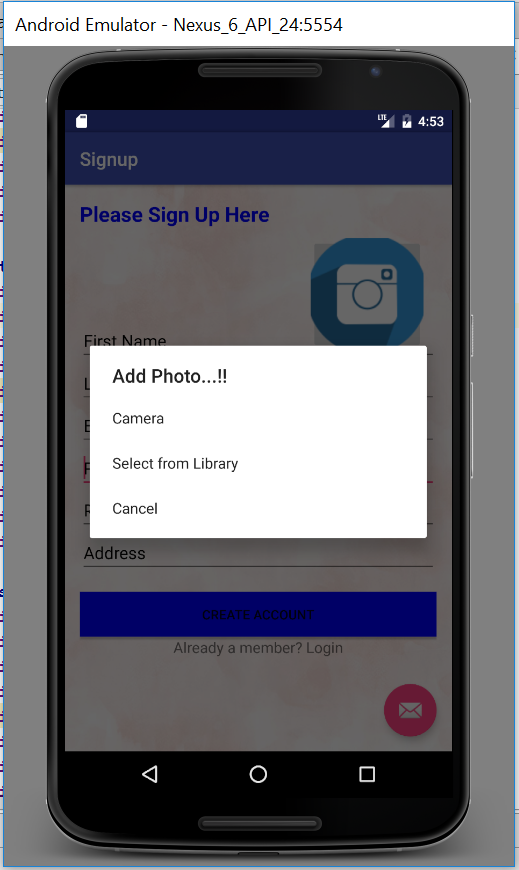 Android Emulator - Nexus_6_API_24:5554
LTE 4:53
Signup
Please Sign Up Here
First Name
Add Photo...!!
Camera
Select from Library
Cancel
Address
CREATE ACCOUNT
Already a member? Login